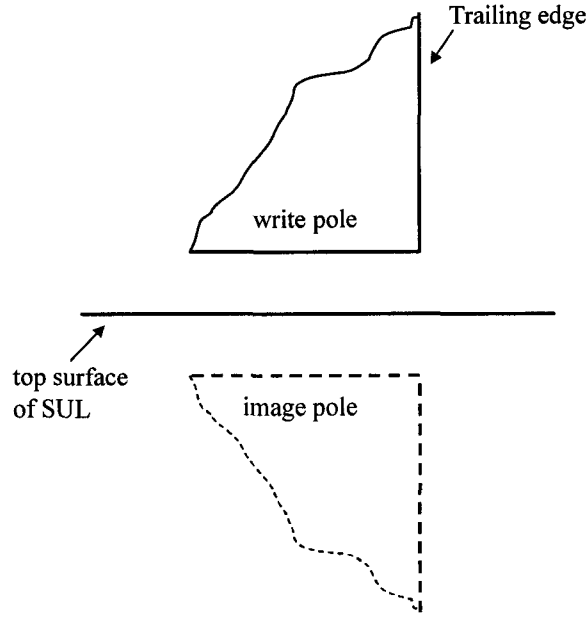 Trailing edge
write pole
top surface
of SUL
image pole